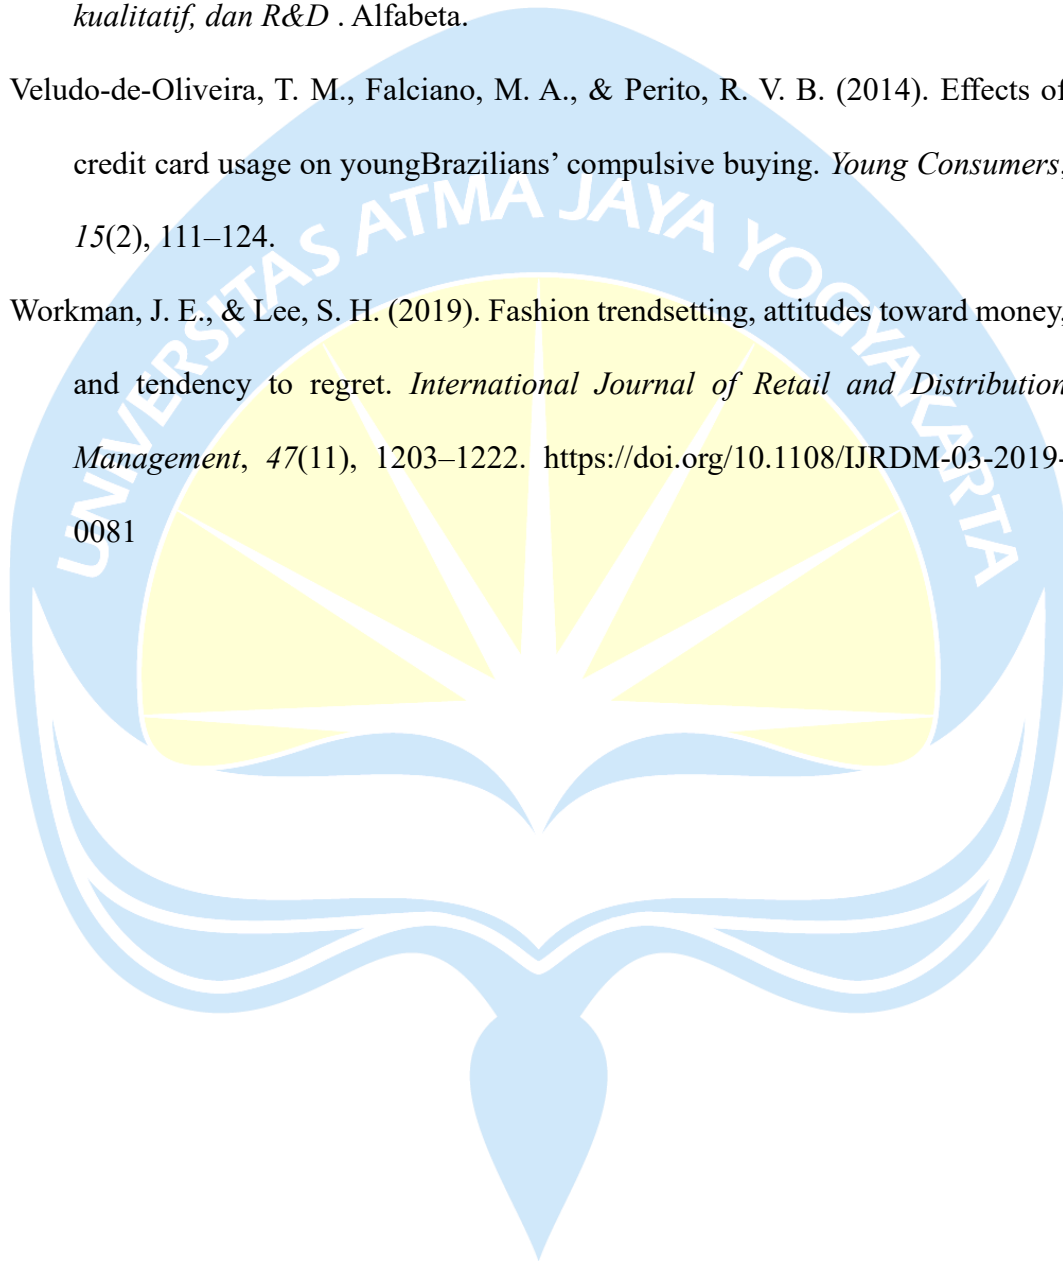 kualitatif, dan R&D . Alfabeta.
Veludo-de-Oliveira, T. M., Falciano, M. A., & Perito, R. V. B. (2014). Effects of
credit card usage on youngBrazilians’ compulsive buying. Young Consumers,
15(2), 111–124.
Workman, J. E., & Lee, S. H. (2019). Fashion trendsetting, attitudes toward money,
and tendency to regret. International Journal of Retail and Distribution
Management, 47(11), 1203–1222. https://doi.org/10.1108/IJRDM-03-2019-
0081
UNIVERSITAS ATMA JAYA YOGYAKARTA